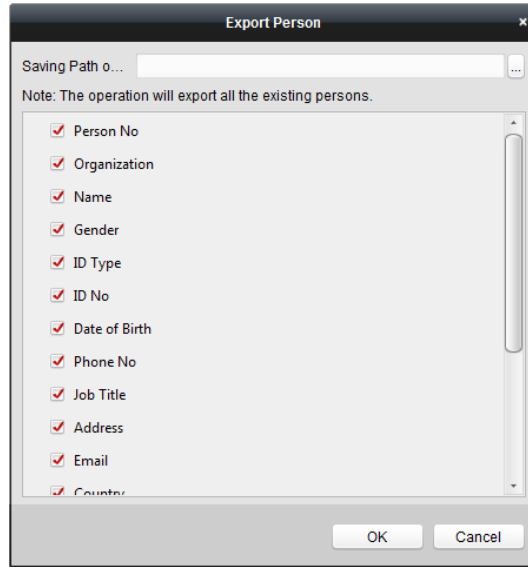 Export Person
×
Saving Path o...
...
Note: The operation will export all the existing persons.
Person No
Organization
Name
Gender
ID Type
ID No
Date of Birth
Phone No
Job Title
Address
Email
Country
OK
Cancel